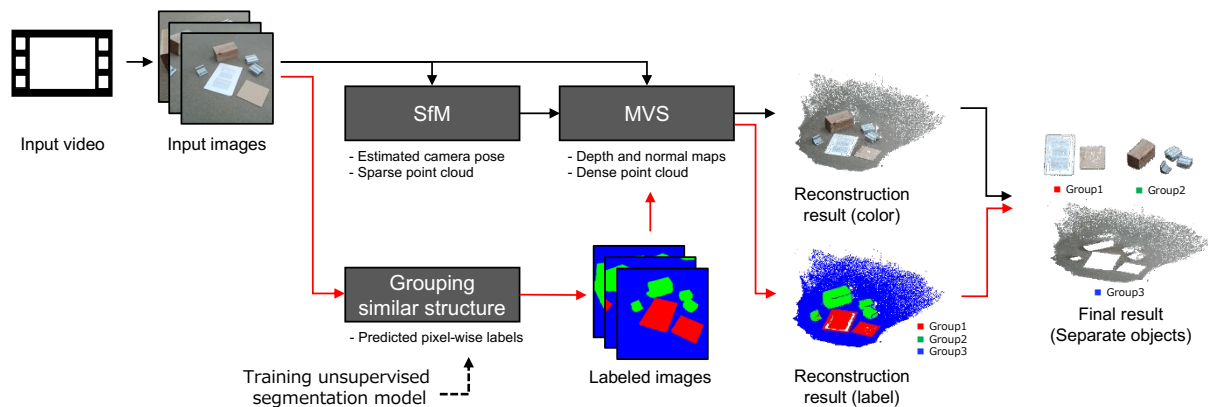 Input video
Input images
SfM
- Estimated camera pose
- Sparse point cloud
MVS
- Depth and normal maps
- Dense point cloud
Reconstruction
result (color)
Grouping
similar structure
- Predicted pixel-wise labels
Training unsupervised
segmentation model
Labeled images
Group1
Group2
Group3
Reconstruction
result (label)
Group1
Group2
Group3
Final result
(Separate objects)